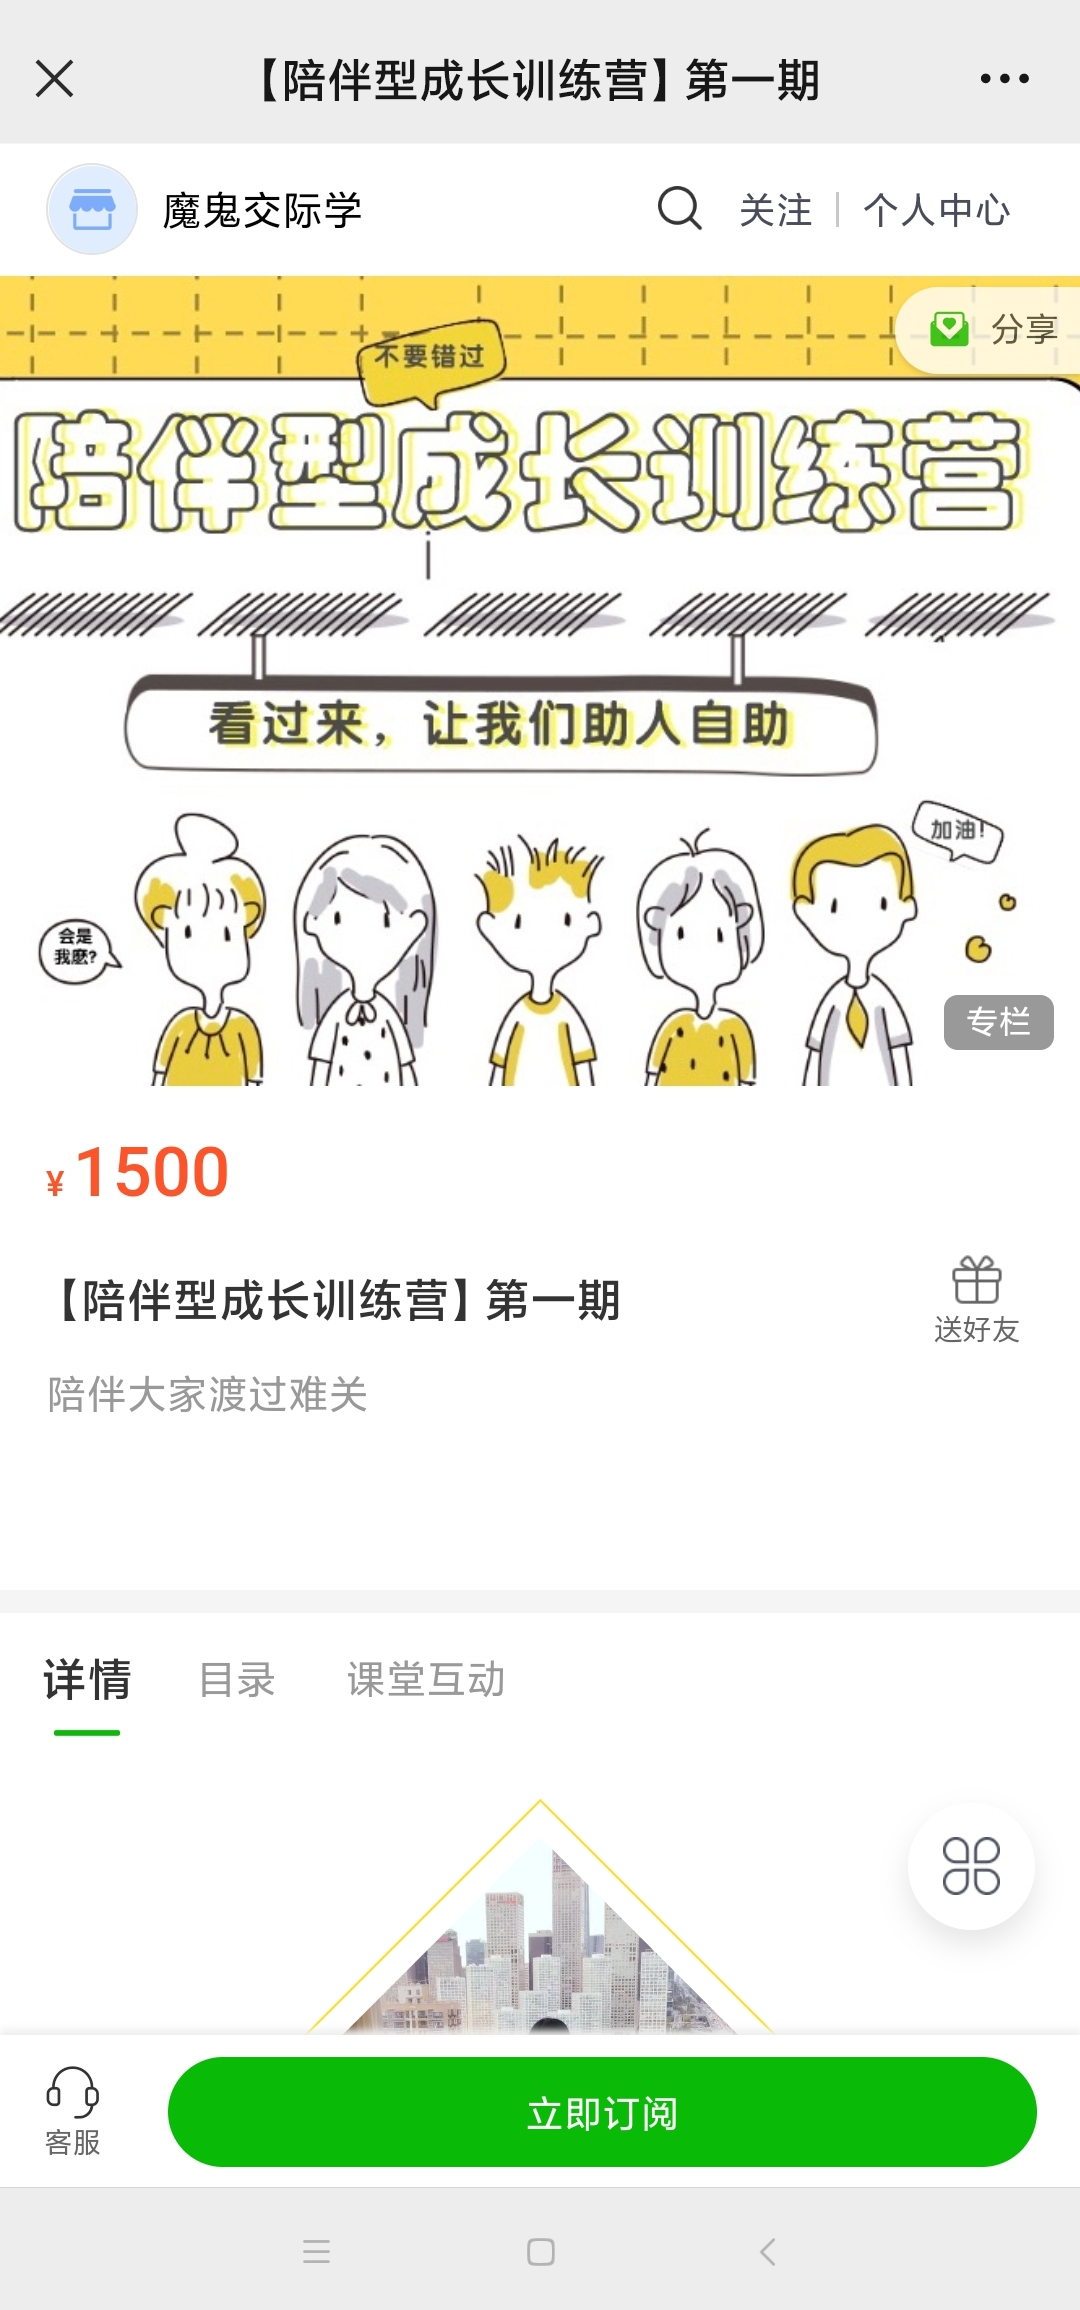 【陪伴型成长训练营】第一期
魔鬼交际学
关注
个人中心
不要错过
分享
陪伴型成长训练营
看过来，让我们助人自助
加油！
会是
我麽?
专栏
¥1500
【陪伴型成长训练营】第一期
送好友
陪伴大家渡过难关
详情
目录
课堂互动
客服
立即订阅